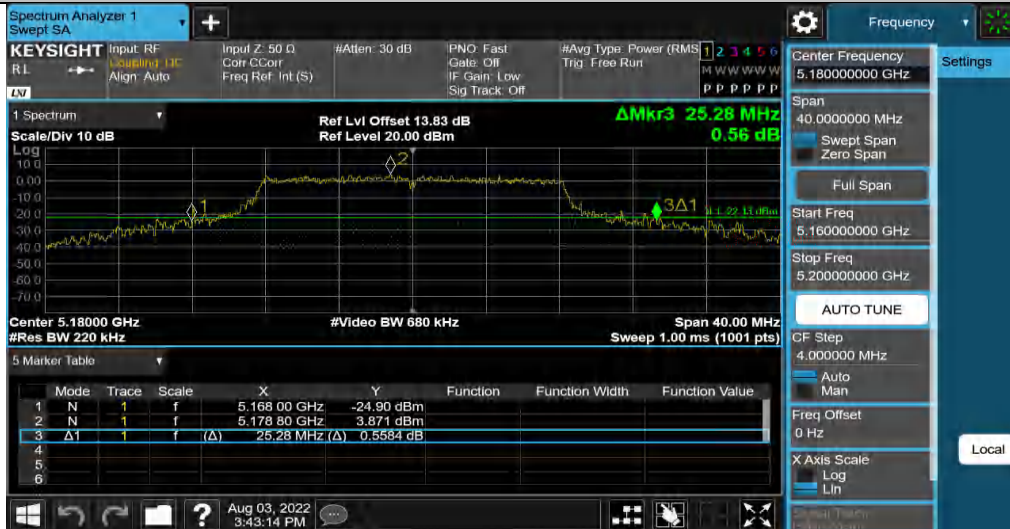 Spectrum Analyzer 1
Swept SA
+
Frequency
KEYSIGHT
RL
LXI
Input: RF
Coupling: DC
Align: Auto
Input Z: 50 Ω
Corr CCorr
Freq Ref: Int (S)
#Atten: 30 dB
PNO: Fast
Gate: Off
IF Gain: Low
Sig Track: Off
#Avg Type: Power (RMS
Trig: Free Run
1 2 3 4 5 6
M W W W W W
P P P P P P
1 Spectrum
Scale/Div 10 dB
Ref Lvl Offset 13.83 dB
Ref Level 20.00 dBm
ΔMkr3 25.28 MHz
0.56 dB
Log
10.0
0.00
-10.0
-20.0
-30.0
-40.0
-50.0
-60.0
-70.0
1
2
3Δ1
Center 5.18000 GHz
#Res BW 220 kHz
#Video BW 680 kHz
Span 40.00 MHz
Sweep 1.00 ms (1001 pts)
5 Marker Table
Mode Trace Scale X Y Function Function Width Function Value
1 N 1 f 5.168 00 GHz -24.90 dBm
2 N 1 f 5.178 80 GHz 3.871 dBm
3 Δ1 1 f (Δ) 25.28 MHz (Δ) 0.5584 dB
4
5
6
Aug 03, 2022
3:43:14 PM
Center Frequency
5.180000000 GHz
Settings
Span
40.0000000 MHz
Swept Span
Zero Span
Full Span
Start Freq
5.160000000 GHz
Stop Freq
5.200000000 GHz
AUTO TUNE
CF Step
4.000000 MHz
Auto
Man
Freq Offset
0 Hz
X Axis Scale
Log
Lin
Local